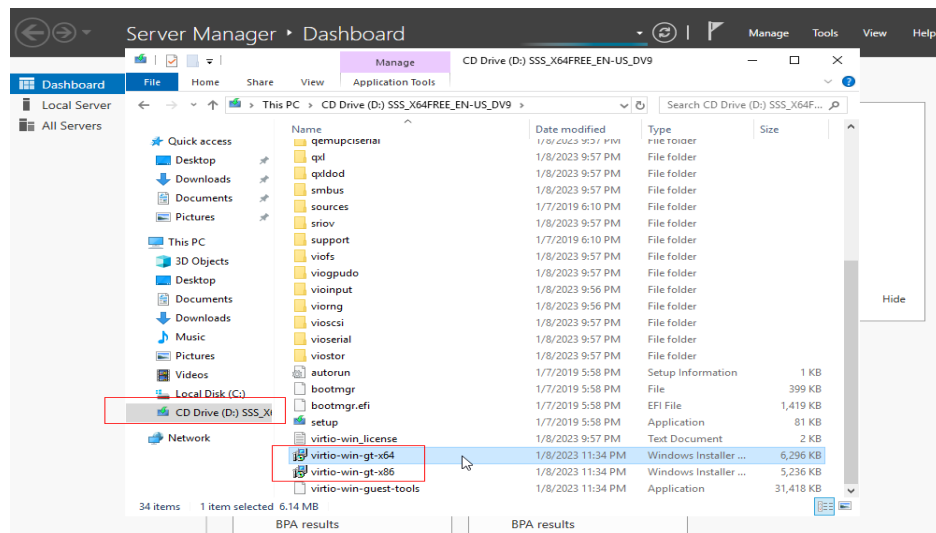 Server Manager ‣ Dashboard
Manage Tools View Help
Dashboard
Local Server
All Servers
Hide
BPA results
BPA results
Manage
CD Drive (D:) SSS_X64FREE_EN-US_DV9
File Home Share View Application Tools
This PC > CD Drive (D:) SSS_X64FREE_EN-US_DV9 >
Search CD Drive (D:) SSS_X64F...
Quick access
Desktop
Downloads
Documents
Pictures
This PC
3D Objects
Desktop
Documents
Downloads
Music
Pictures
Videos
Local Disk (C:)
CD Drive (D:) SSS_X
Network
Name Date modified Type Size
qemupciserial 1/8/2023 9:57 PM File folder
qxl 1/8/2023 9:57 PM File folder
qxldod 1/8/2023 9:57 PM File folder
smbus 1/8/2023 9:57 PM File folder
sources 1/7/2019 6:10 PM File folder
sriov 1/8/2023 9:57 PM File folder
support 1/7/2019 6:10 PM File folder
viofs 1/8/2023 9:57 PM File folder
viogpudo 1/8/2023 9:57 PM File folder
vioinput 1/8/2023 9:56 PM File folder
viorng 1/8/2023 9:56 PM File folder
vioscsi 1/8/2023 9:57 PM File folder
vioserial 1/8/2023 9:57 PM File folder
viostor 1/8/2023 9:57 PM File folder
autorun 1/7/2019 5:58 PM Setup Information 1 KB
bootmgr 1/7/2019 5:58 PM File 399 KB
bootmgr.efi 1/7/2019 5:58 PM EFI File 1,419 KB
setup 1/7/2019 5:58 PM Application 81 KB
virtio-win_license 1/8/2023 9:57 PM Text Document 2 KB
virtio-win-gt-x64 1/8/2023 11:34 PM Windows Installer ... 6,296 KB
virtio-win-gt-x86 1/8/2023 11:34 PM Windows Installer ... 5,236 KB
virtio-win-guest-tools 1/8/2023 11:34 PM Application 31,418 KB
34 items 1 item selected 6.14 MB